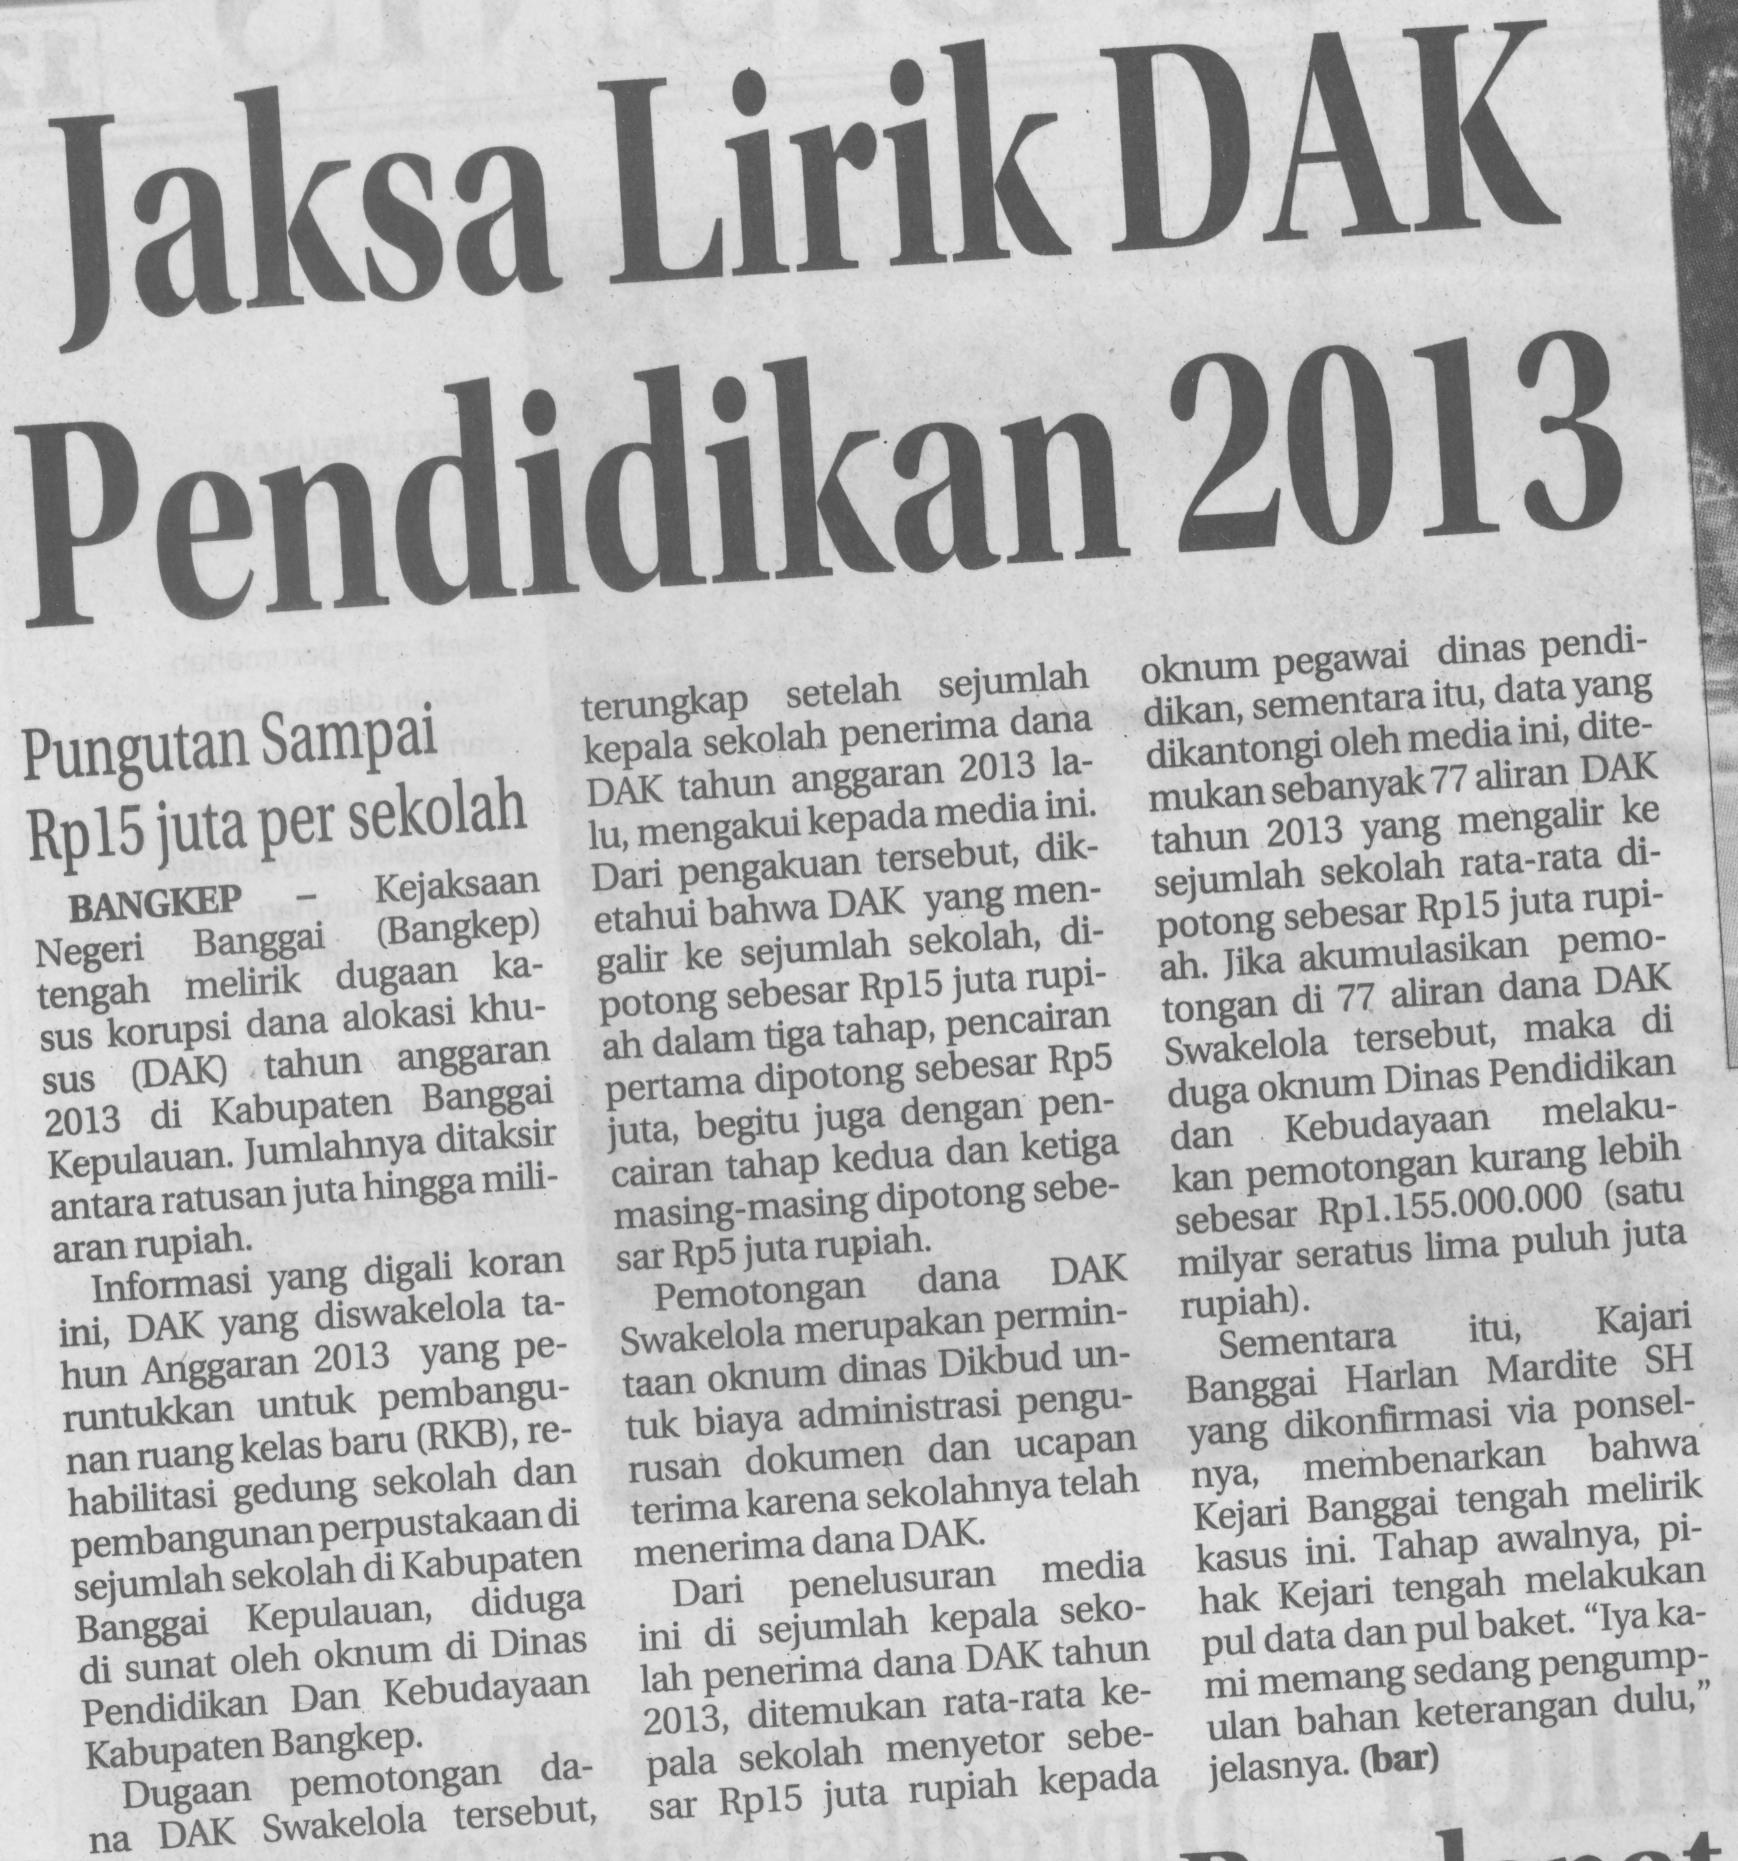 Jaksa Lirik DAK
Pendidikan 2013
Pungutan Sampai
Rp15 juta per sekolah
BANGKEP – Kejaksaan
Negeri Banggai (Bangkep)
tengah melirik dugaan ka-
sus korupsi dana alokasi khu-
sus (DAK) tahun anggaran
2013 di Kabupaten Banggai
Kepulauan. Jumlahnya ditaksir
antara ratusan juta hingga mili-
aran rupiah.
Informasi yang digali koran
ini, DAK yang diswakelola ta-
hun Anggaran 2013 yang pe-
runtukkan untuk pembangu-
nan ruang kelas baru (RKB), re-
habilitasi gedung sekolah dan
pembangunan perpustakaan di
sejumlah sekolah di Kabupaten
Banggai Kepulauan, diduga
di sunat oleh oknum di Dinas
Pendidikan Dan Kebudayaan
Kabupaten Bangkep.
Dugaan pemotongan da-
na DAK Swakelola tersebut,
terungkap setelah sejumlah
kepala sekolah penerima dana
DAK tahun anggaran 2013 la-
lu, mengakui kepada media ini.
Dari pengakuan tersebut, dik-
etahui bahwa DAK yang men-
galir ke sejumlah sekolah, di-
potong sebesar Rp15 juta rupi-
ah dalam tiga tahap, pencairan
pertama dipotong sebesar Rp5
juta, begitu juga dengan pen-
cairan tahap kedua dan ketiga
masing-masing dipotong sebe-
sar Rp5 juta rupiah.
Pemotongan dana DAK
Swakelola merupakan permin-
taan oknum dinas Dikbud un-
tuk biaya administrasi pengu-
rusan dokumen dan ucapan
terima karena sekolahnya telah
menerima dana DAK.
Dari penelusuran media
ini di sejumlah kepala seko-
lah penerima dana DAK tahun
2013, ditemukan rata-rata ke-
pala sekolah menyetor sebe-
sar Rp15 juta rupiah kepada
oknum pegawai dinas pendi-
dikan, sementara itu, data yang
dikantongi oleh media ini, dite-
mukan sebanyak 77 aliran DAK
tahun 2013 yang mengalir ke
sejumlah sekolah rata-rata di-
potong sebesar Rp15 juta rupi-
ah. Jika akumulasikan pemo-
tongan di 77 aliran dana DAK
Swakelola tersebut, maka di
duga oknum Dinas Pendidikan
dan Kebudayaan melaku-
kan pemotongan kurang lebih
sebesar Rp1.155.000.000 (satu
milyar seratus lima puluh juta
rupiah).
Sementara itu, Kajari
Banggai Harlan Mardite SH
yang dikonfirmasi via ponsel-
nya, membenarkan bahwa
Kejari Banggai tengah melirik
kasus ini. Tahap awalnya, pi-
hak Kejari tengah melakukan
pul data dan pul baket. “Iya ka-
mi memang sedang pengump-
ulan bahan keterangan dulu,”
jelasnya. (bar)